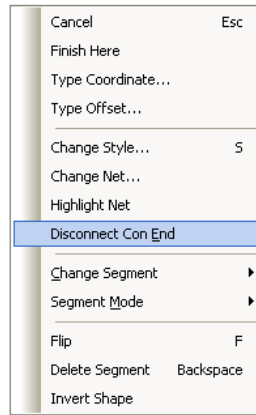 Cancel Esc
Finish Here
Type Coordinate...
Type Offset...
Change Style... S
Change Net...
Highlight Net
Disconnect Con End
Change Segment
Segment Mode
Flip F
Delete Segment Backspace
Invert Shape